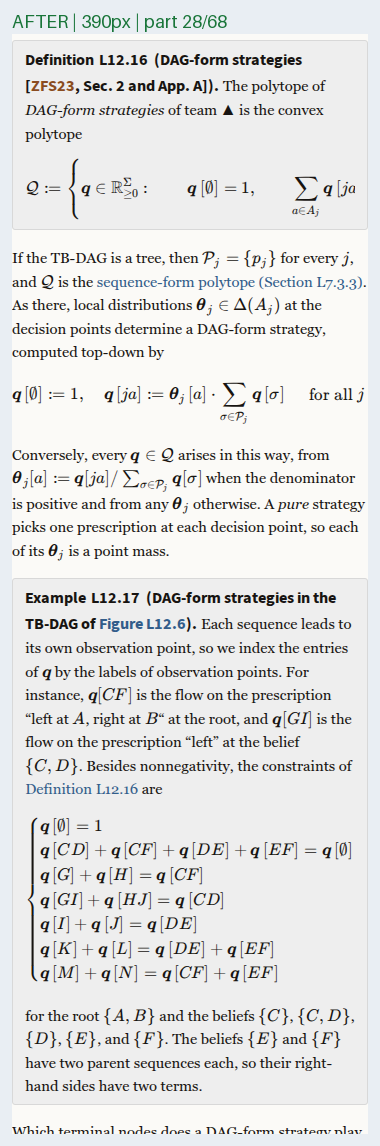 AFTER | 390px | part 28/68
Definition L12.16 (DAG-form strategies
[ZFS23, Sec. 2 and App. A]). The polytope of
DAG-form strategies of team ▲ is the convex
polytope
𝒬 := { q ∈ ℝ^Σ_≥0 : q [∅] = 1, ∑_{a∈A_j} q [ja
If the TB-DAG is a tree, then 𝒫_j = {p_j} for every j,
and 𝒬 is the sequence-form polytope (Section L7.3.3).
As there, local distributions θ_j ∈ Δ(A_j) at the
decision points determine a DAG-form strategy,
computed top-down by
q [∅] := 1, q [ja] := θ_j [a] · ∑_{σ∈𝒫_j} q [σ] for all j
Conversely, every q ∈ 𝒬 arises in this way, from
θ_j[a] := q[ja]/ ∑_{σ∈𝒫_j} q[σ] when the denominator
is positive and from any θ_j otherwise. A pure strategy
picks one prescription at each decision point, so each
of its θ_j is a point mass.
Example L12.17 (DAG-form strategies in the
TB-DAG of Figure L12.6). Each sequence leads to
its own observation point, so we index the entries
of q by the labels of observation points. For
instance, q[CF] is the flow on the prescription
“left at A, right at B“ at the root, and q[GI] is the
flow on the prescription “left” at the belief
{C, D}. Besides nonnegativity, the constraints of
Definition L12.16 are
q [∅] = 1
q [CD] + q [CF] + q [DE] + q [EF] = q [∅]
q [G] + q [H] = q [CF]
q [GI] + q [HJ] = q [CD]
q [I] + q [J] = q [DE]
q [K] + q [L] = q [DE] + q [EF]
q [M] + q [N] = q [CF] + q [EF]
for the root {A, B} and the beliefs {C}, {C, D},
{D}, {E}, and {F}. The beliefs {E} and {F}
have two parent sequences each, so their right-
hand sides have two terms.
Which terminal nodes does a DAG-form strategy play